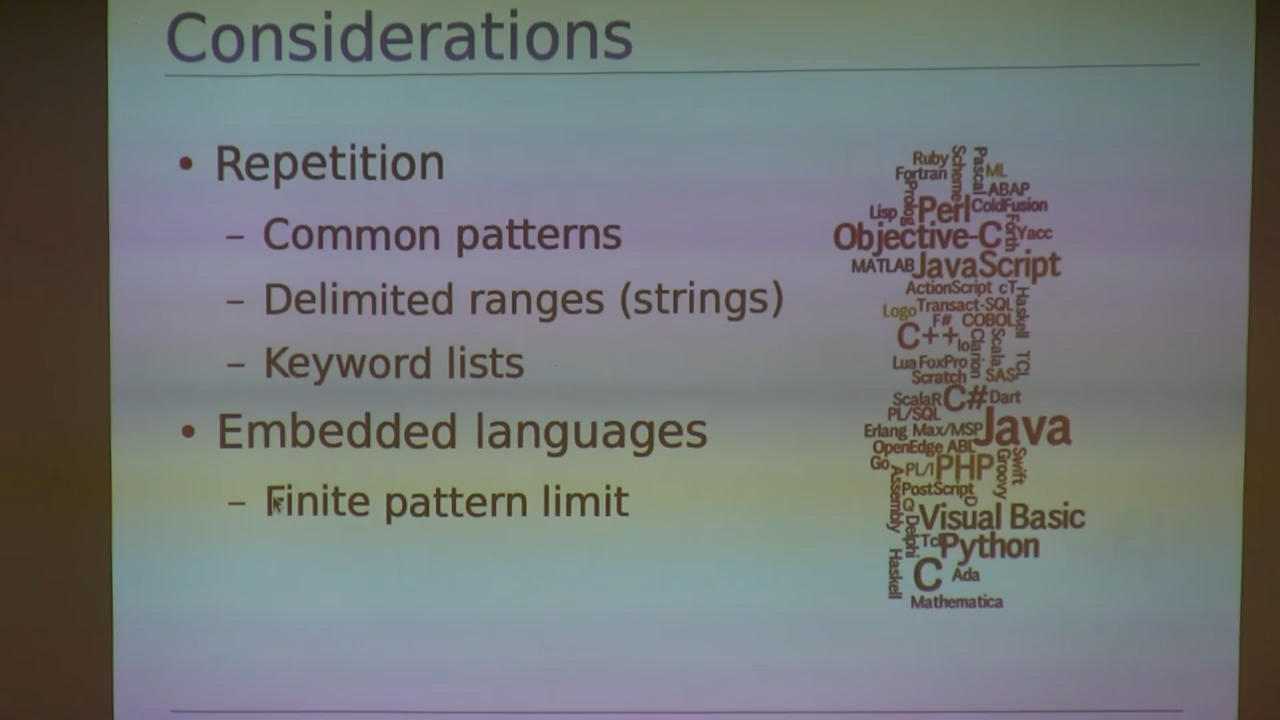 Considerations
• Repetition
– Common patterns
– Delimited ranges (strings)
– Keyword lists
• Embedded languages
– Finite pattern limit
Ruby
Scheme
Pascal
ML
Fortran
Prolog
ABAP
Lisp
Perl
ColdFusion
Objective-C
Forth
Yacc
MATLAB
JavaScript
ActionScript
cT
Haskell
Logo
Transact-SQL
F#
COBOL
C++
Io
Clarion
Scala
TCl
Lua
FoxPro
Scratch
SAS
ScalaR
C#
Dart
PL/SQL
Erlang
Max/MSP
Java
OpenEdge ABL
Go
Assembly
PL/I
PHP
Groovy
Swift
PostScript
D
Q
Delphi
Visual Basic
Tcl
Python
Haskell
C
Ada
Mathematica